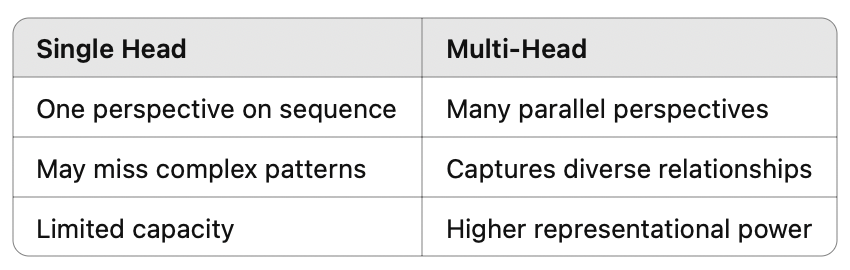 Single Head
Multi-Head
One perspective on sequence
Many parallel perspectives
May miss complex patterns
Captures diverse relationships
Limited capacity
Higher representational power